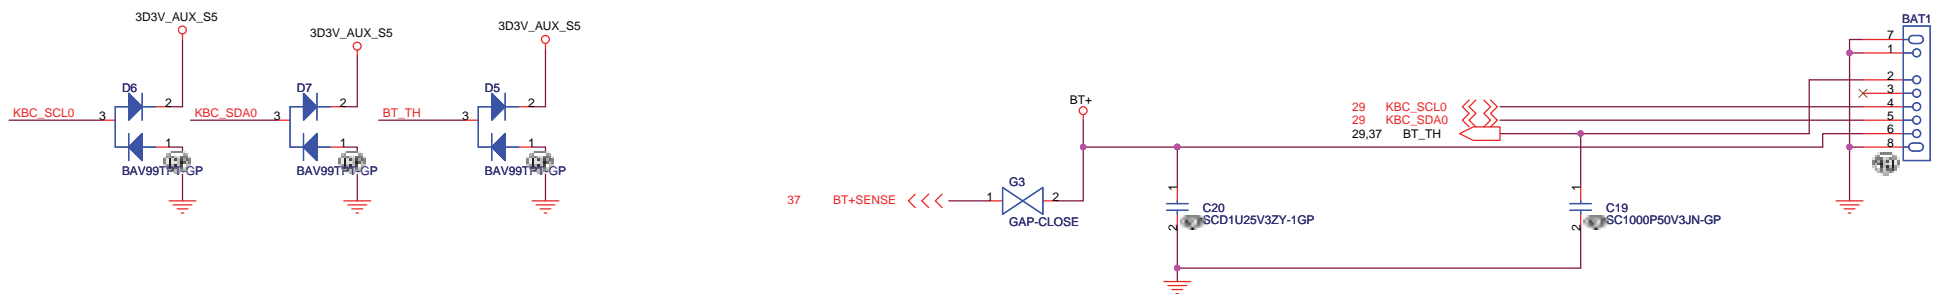 3D3V_AUX_S5
3D3V_AUX_S5
3D3V_AUX_S5
BAT1
D6
D7
D5
KBC_SCL0
3
2
1
BAV99TP1-GP
KBC_SDA0
3
2
1
BAV99TP1-GP
BT_TH
3
2
1
BT+
29 KBC_SCL0
29 KBC_SDA0
29,37 BT_TH
7
1
2
3
4
5
6
8
37 BT+SENSE
1
G3
2
GAP-CLOSE
1
C20
SCD1U25V3ZY-1GP
2
1
C19
SC1000P50V3JN-GP
2